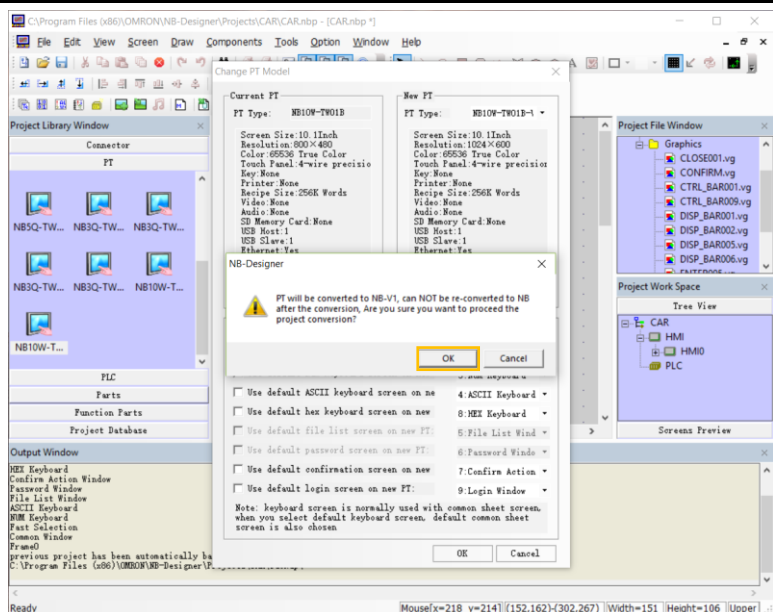 C:\Program Files (x86)\OMRON\NB-Designer\Projects\CAR\CAR.nbp - [CAR.nbp *]
File Edit View Screen Draw Components Tools Option Window Help
Project Library Window
Connector
PT
NB5Q-TW... NB3Q-TW... NB3Q-TW...
NB3Q-TW... NB3Q-TW... NB10W-T...
NB10W-T...
PLC
Parts
Function Parts
Project Database
Change PT Model
Current PT
PT Type: NB10W-TW01B
Screen Size:10.1Inch
Resolution:800×480
Color:65536 True Color
Touch Panel:4-wire precisio
Key:None
Printer:None
Recipe Size:256K Words
Video:None
Audio:None
SD Memory Card:None
USB Host:1
USB Slave:1
Ethernet:Yes
New PT
PT Type: NB10W-TW01B-V
Screen Size:10.1Inch
Resolution:1024×600
Color:65536 True Color
Touch Panel:4-wire precision
Key:None
Printer:None
Recipe Size:256K Words
Video:None
Audio:None
SD Memory Card:None
USB Host:1
USB Slave:1
Ethernet:Yes
NB-Designer
PT will be converted to NB-V1, can NOT be re-converted to NB
after the conversion, Are you sure you want to proceed the
project conversion?
OK Cancel
Use default ASCII keyboard screen on ne 4:ASCII Keyboard
Use default hex keyboard screen on new 8:HEX Keyboard
Use default file list screen on new PT: 5:File List Wind
Use default password screen on new PT: 6:Password Windo
Use default confirmation screen on new 7:Confirm Action
Use default login screen on new PT: 9:Login Window
Note: keyboard screen is normally used with common sheet screen,
when you select default keyboard screen, default common sheet
screen is also chosen
OK Cancel
Project File Window
Graphics
CLOSE001.vg
CONFIRM.vg
CTRL_BAR001.vg
CTRL_BAR009.vg
DISP_BAR001.vg
DISP_BAR002.vg
DISP_BAR005.vg
DISP_BAR006.vg
Project Work Space
Tree View
CAR
HMI
HMI0
PLC
Screens Preview
Output Window
HEX Keyboard
Confirm Action Window
Password Window
File List Window
ASCII Keyboard
NUM Keyboard
Fast Selection
Common Window
Frame0
previous project has been automatically ba
C:\Program Files (x86)\OMRON\NB-Designer\
Ready
Mouse[x=218 y=214] (152,162)-(302,267) Width=151 Height=106 Upper